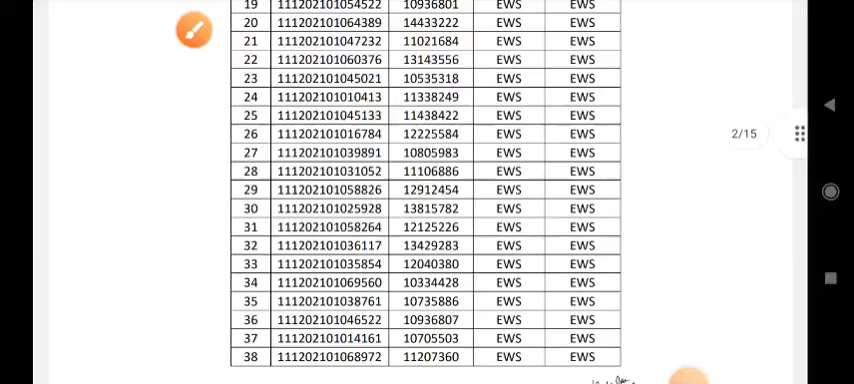 19 111202101054522 10936801 EWS EWS
20 111202101064389 14433222 EWS EWS
21 111202101047232 11021684 EWS EWS
22 111202101060376 13143556 EWS EWS
23 111202101045021 10535318 EWS EWS
24 111202101010413 11338249 EWS EWS
25 111202101045133 11438422 EWS EWS
26 111202101016784 12225584 EWS EWS
27 111202101039891 10805983 EWS EWS
28 111202101031052 11106886 EWS EWS
29 111202101058826 12912454 EWS EWS
30 111202101025928 13815782 EWS EWS
31 111202101058264 12125226 EWS EWS
32 111202101036117 13429283 EWS EWS
33 111202101035854 12040380 EWS EWS
34 111202101069560 10334428 EWS EWS
35 111202101038761 10735886 EWS EWS
36 111202101046522 10936807 EWS EWS
37 111202101014161 10705503 EWS EWS
38 111202101068972 11207360 EWS EWS
2/15